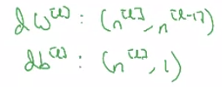 dw^[l] : (n^[l], n^[l-1])
db^[l] : (n^[l], 1)